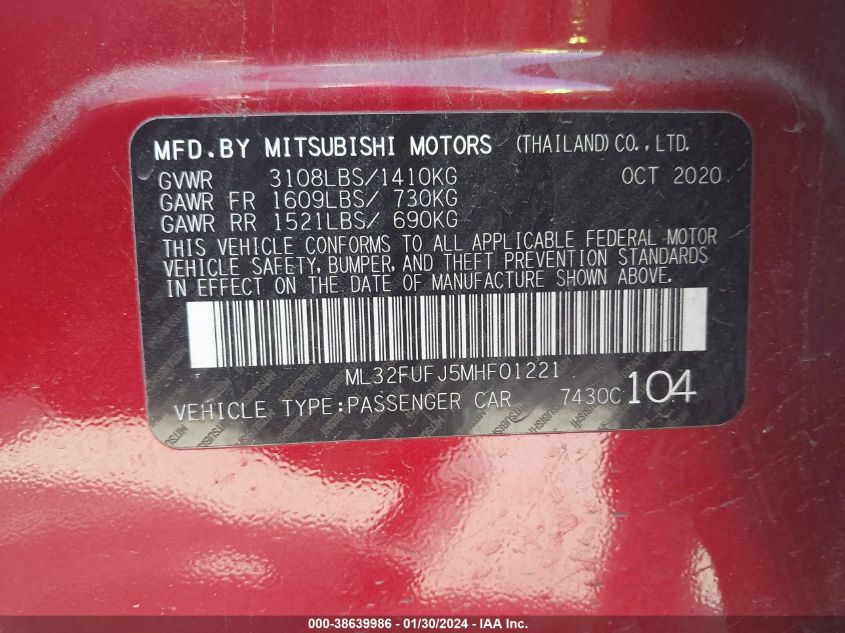 MFD.BY MITSUBISHI MOTORS (THAILAND) CO.,LTD.
GVWR 3108LBS/1410KG OCT 2020
GAWR FR 1609LBS/ 730KG
GAWR RR 1521LBS/ 690KG
THIS VEHICLE CONFORMS TO ALL APPLICABLE FEDERAL MOTOR
VEHICLE SAFETY, BUMPER, AND THEFT PREVENTION STANDARDS
IN EFFECT ON THE DATE OF MANUFACTURE SHOWN ABOVE.
ML32FUFJ5MHF01221
VEHICLE TYPE:PASSENGER CAR 7430C 104
000-38639986 - 01/30/2024 - IAA Inc.